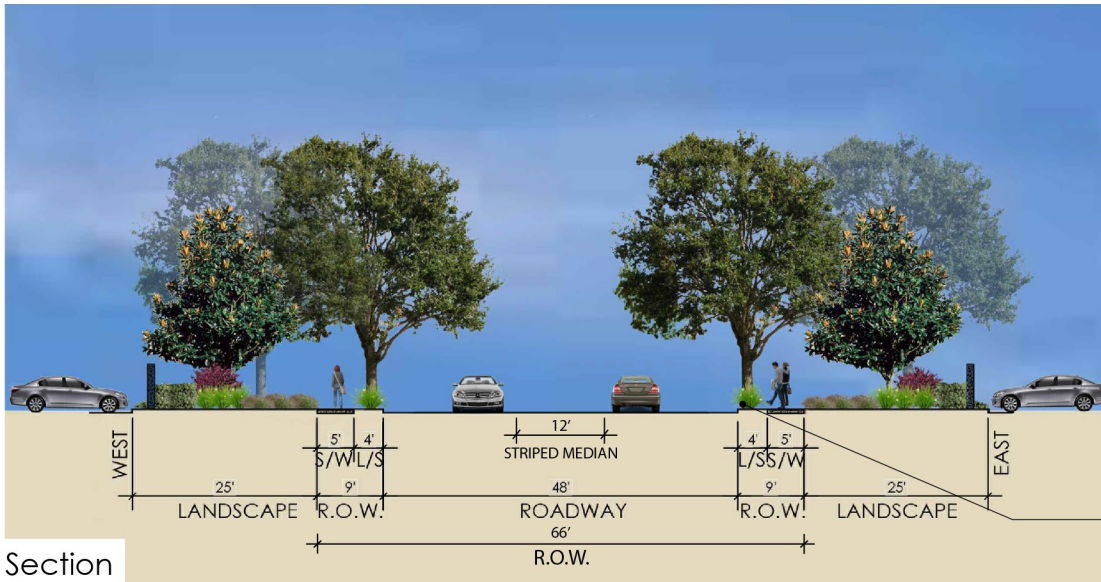 5' 4' 12' 4' 5'
S/W L/S STRIPED MEDIAN L/S S/W
WEST
EAST
25' 9' 48' 9' 25'
LANDSCAPE R.O.W. ROADWAY R.O.W. LANDSCAPE
66'
R.O.W.
Section